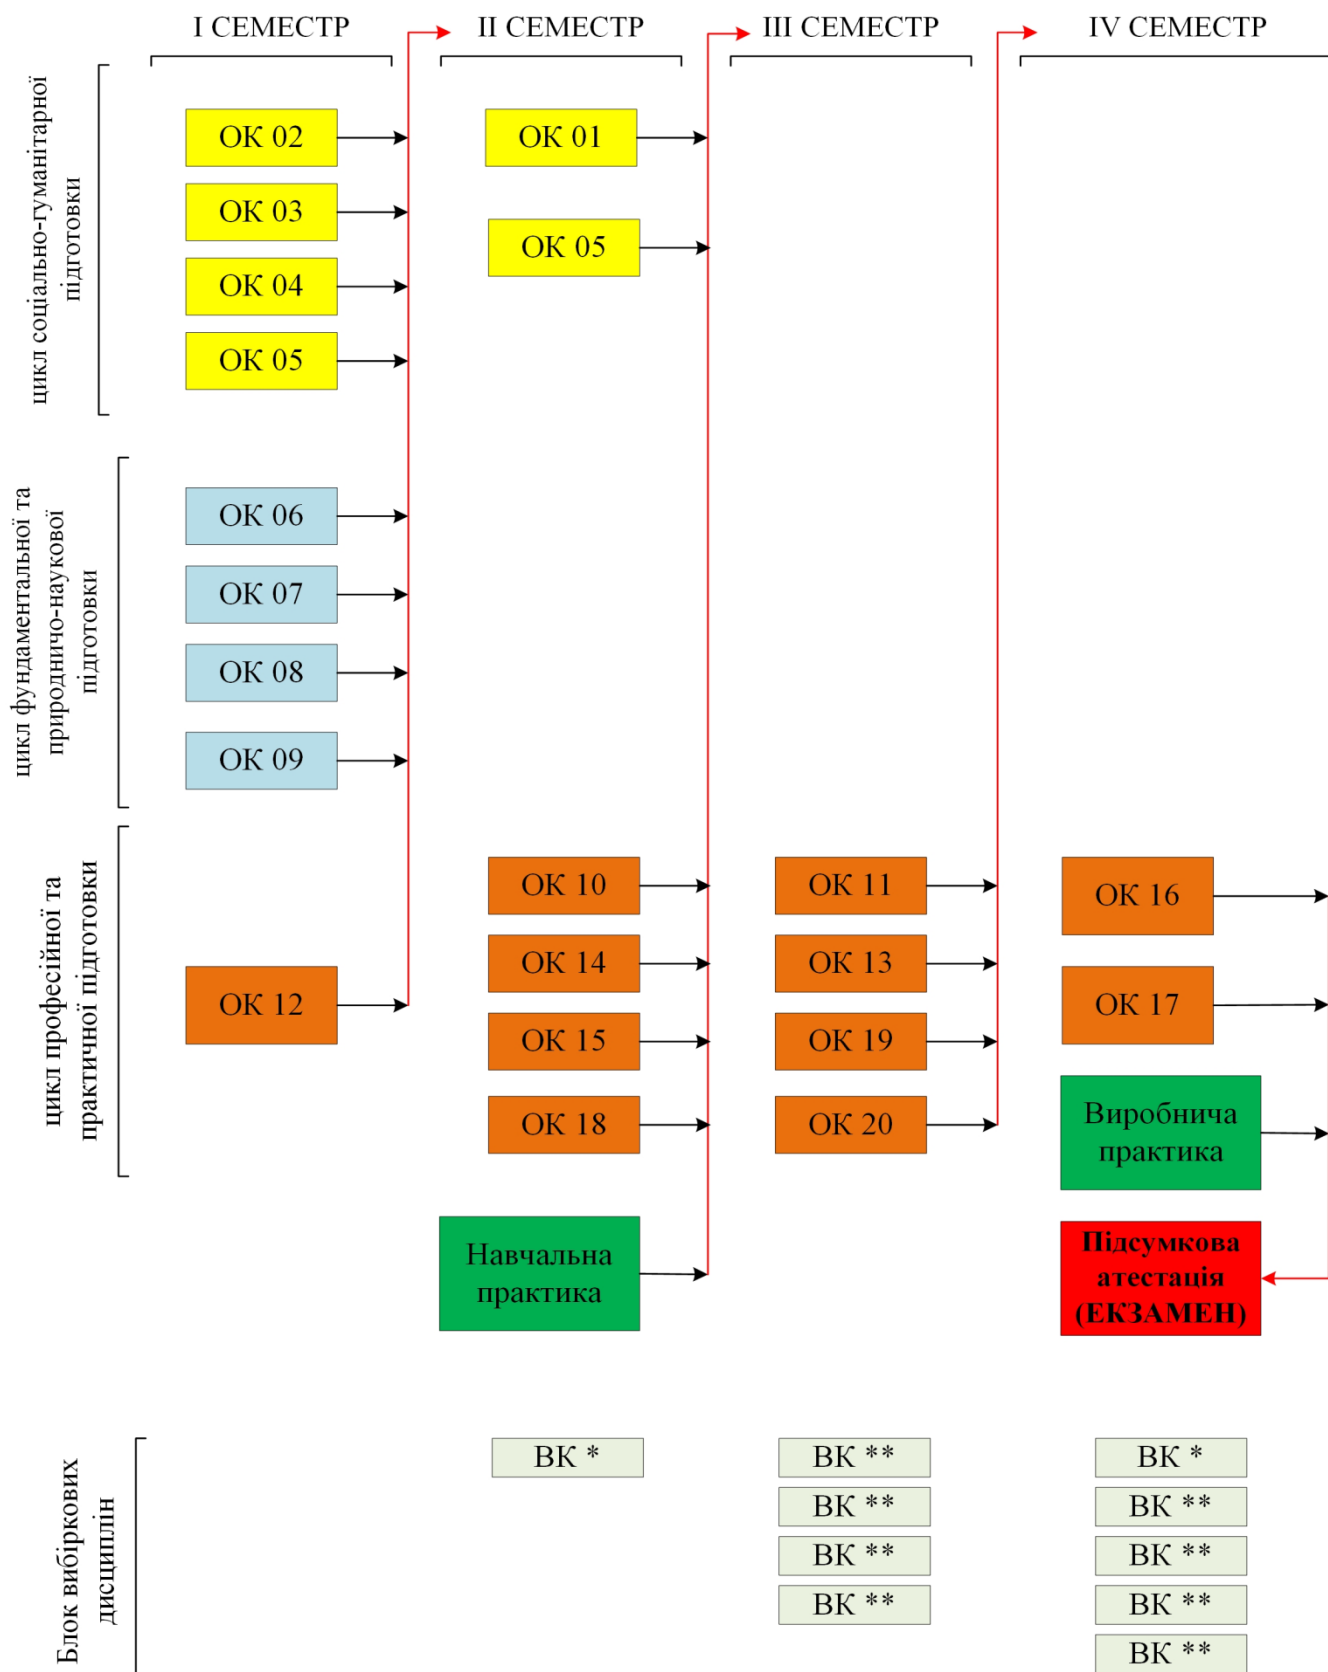 I СЕМЕСТР
II СЕМЕСТР
III СЕМЕСТР
IV СЕМЕСТР
цикл соціально-гуманітарної
підготовки
ОК 02
ОК 01
ОК 03
ОК 05
ОК 04
ОК 05
цикл фундаментальної та
природничо-наукової
підготовки
ОК 06
ОК 07
ОК 08
ОК 09
цикл професійної та
практичної підготовки
ОК 10
ОК 11
ОК 16
ОК 14
ОК 13
ОК 12
ОК 17
ОК 15
ОК 19
ОК 18
ОК 20
Виробнича
практика
Навчальна
практика
Підсумкова
атестація
(ЕКЗАМЕН)
Блок вибіркових
дисциплін
ВК *
ВК **
ВК *
ВК **
ВК **
ВК **
ВК **
ВК **
ВК **
ВК **